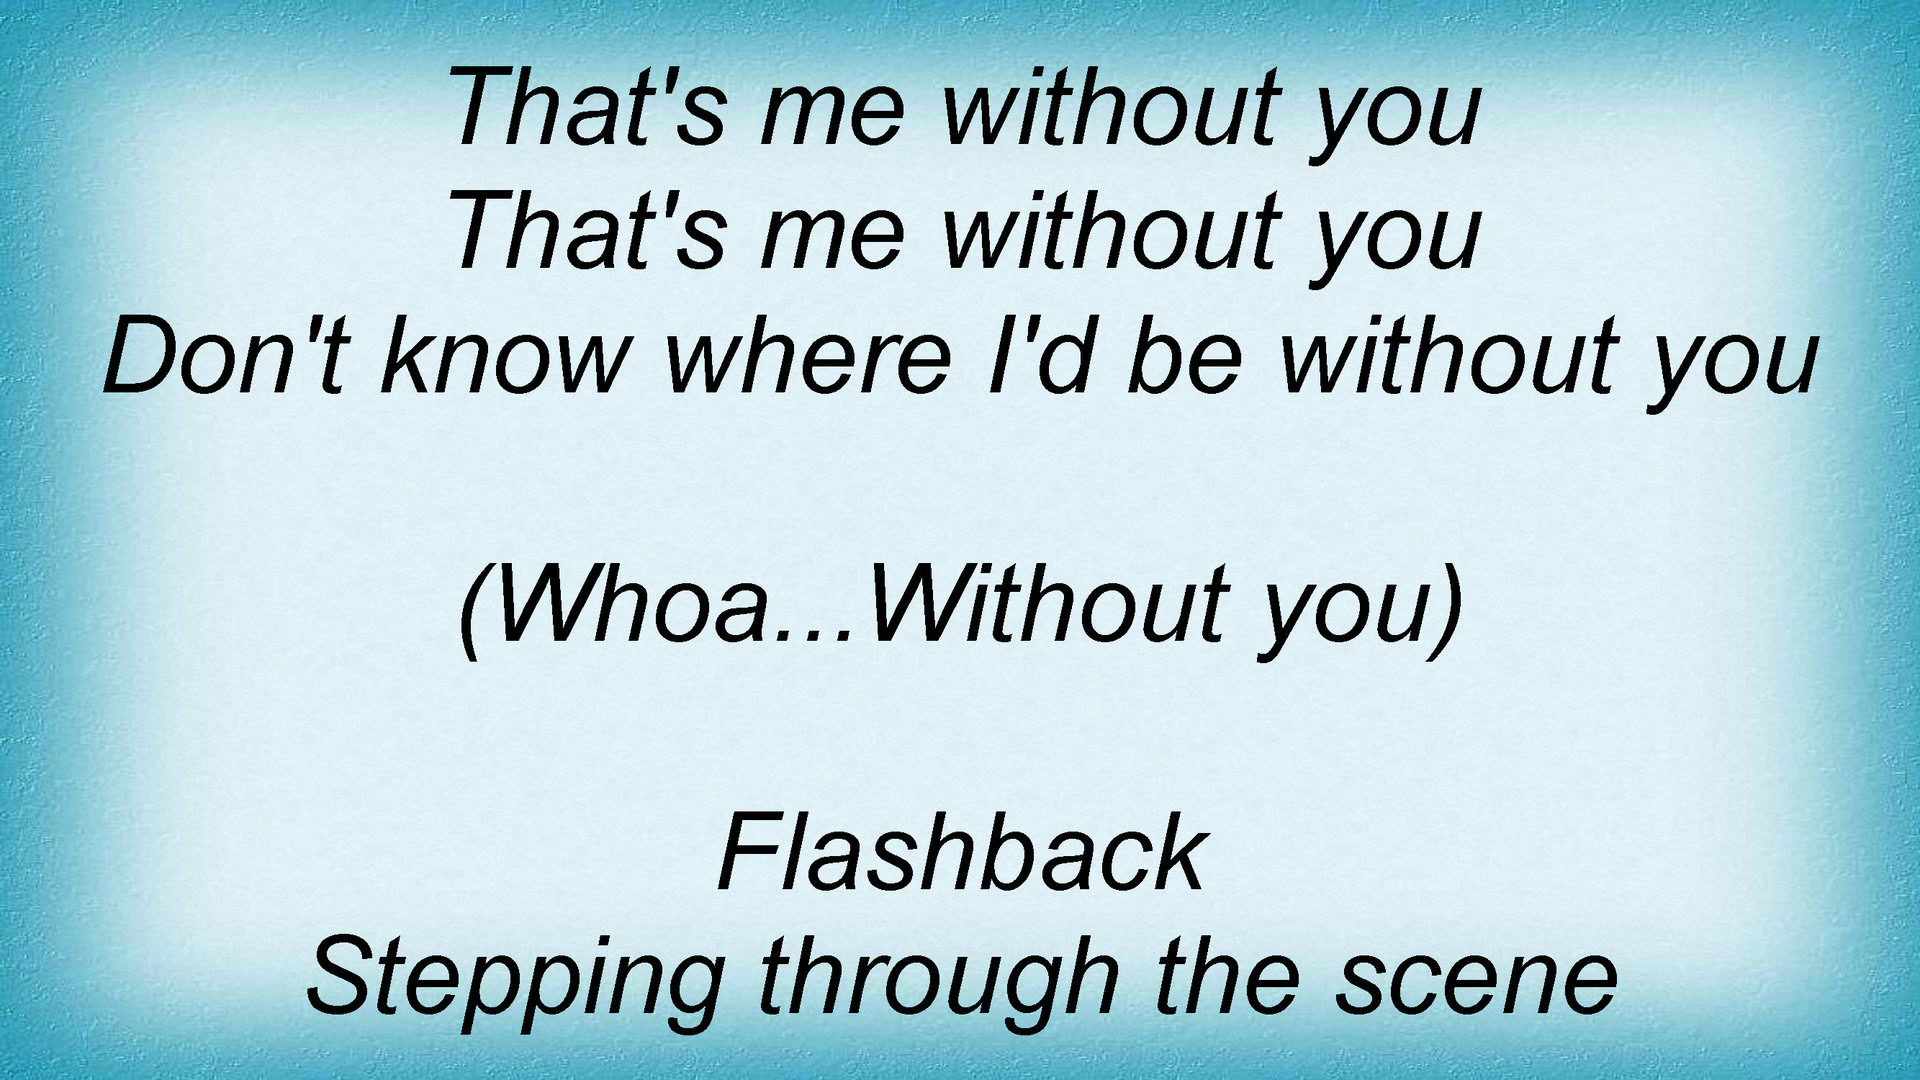 That's me without you
That's me without you
Don't know where I'd be without you
(Whoa...Without you)
Flashback
Stepping through the scene